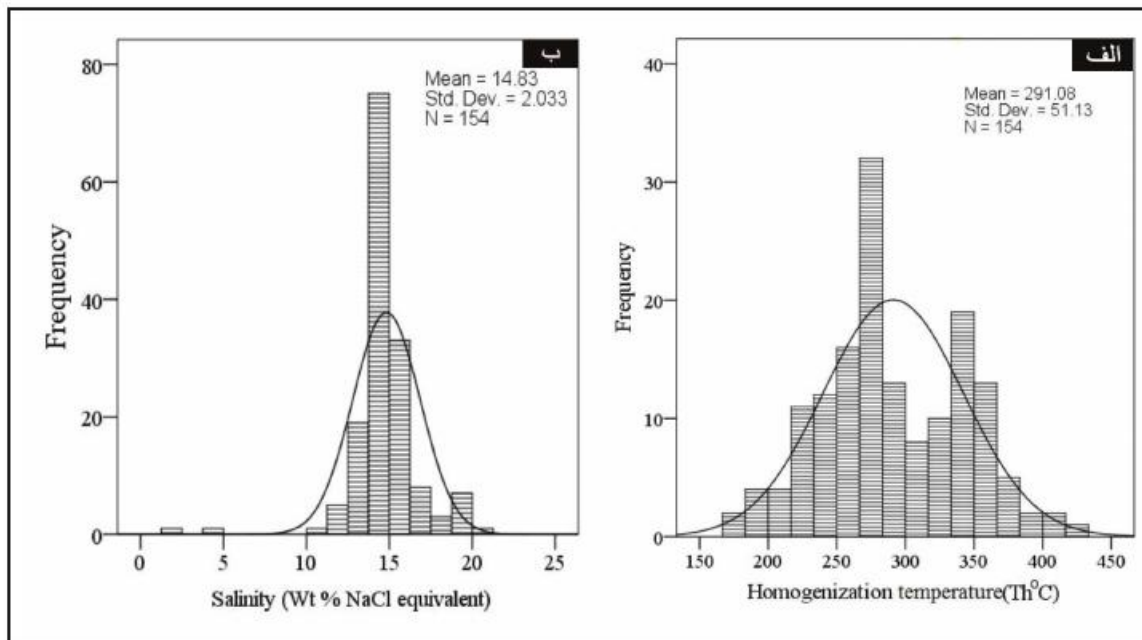 ب
Mean = 14.83
Std. Dev. = 2.033
N = 154
80
60
40
20
0
Frequency
0 5 10 15 20 25
Salinity (Wt % NaCl equivalent)
الف
Mean = 291.08
Std. Dev. = 51.13
N = 154
40
30
20
10
0
Frequency
150 200 250 300 350 400 450
Homogenization temperature(Th°C)